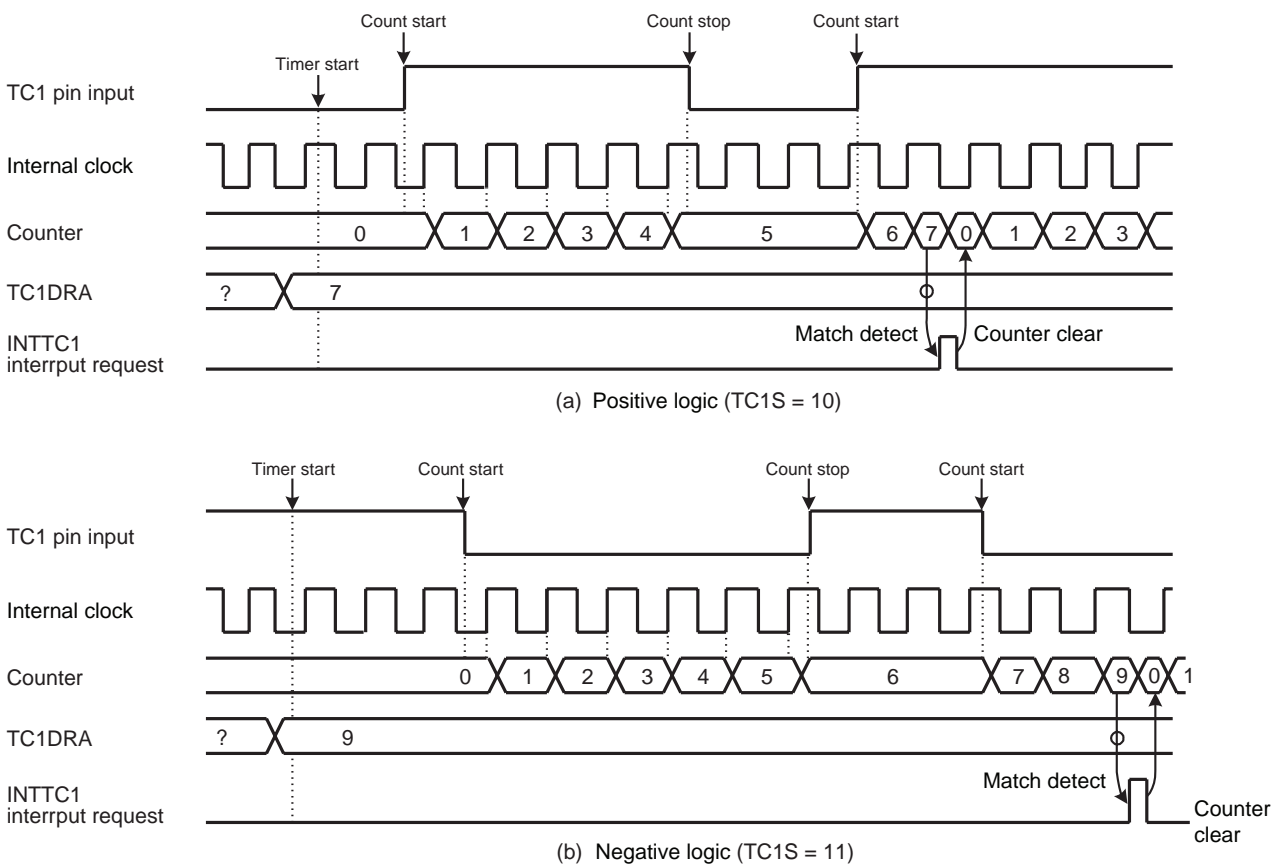 Count start Count stop Count start
Timer start
TC1 pin input
Internal clock
Counter 0 1 2 3 4 5 6 7 0 1 2 3
TC1DRA ? 7
Match detect Counter clear
INTTC1
interrput request
(a) Positive logic (TC1S = 10)
Timer start Count start Count stop Count start
TC1 pin input
Internal clock
Counter 0 1 2 3 4 5 6 7 8 9 0 1
TC1DRA ? 9
Match detect
INTTC1
interrput request
Counter
clear
(b) Negative logic (TC1S = 11)